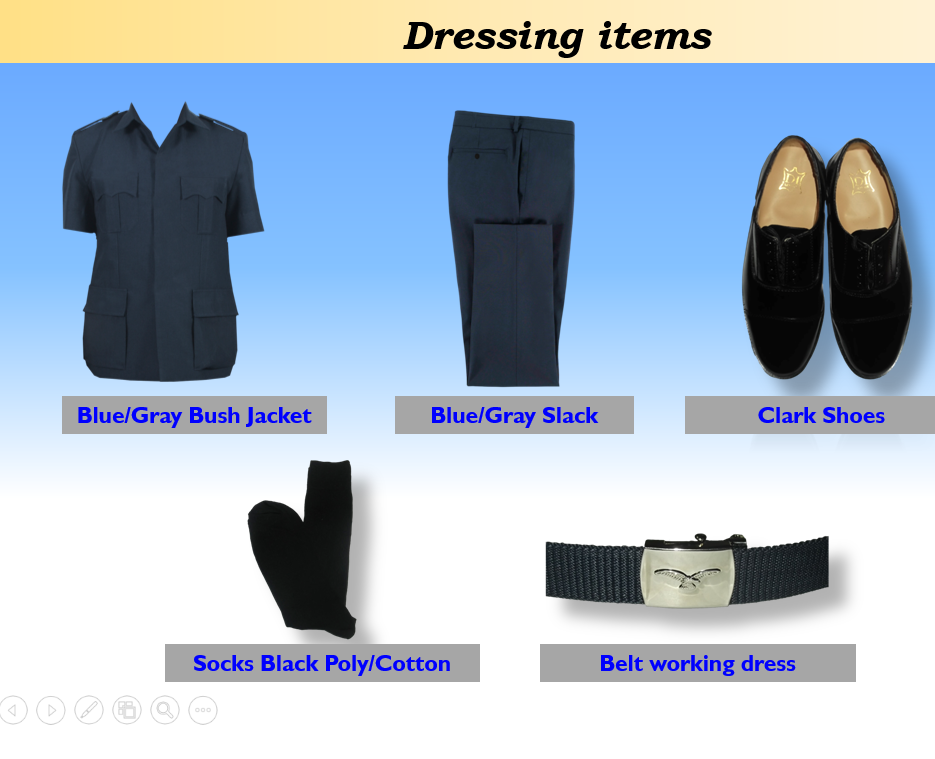 Dressing items
Blue/Gray Bush Jacket
Blue/Gray Slack
Clark Shoes
Socks Black Poly/Cotton
Belt working dress